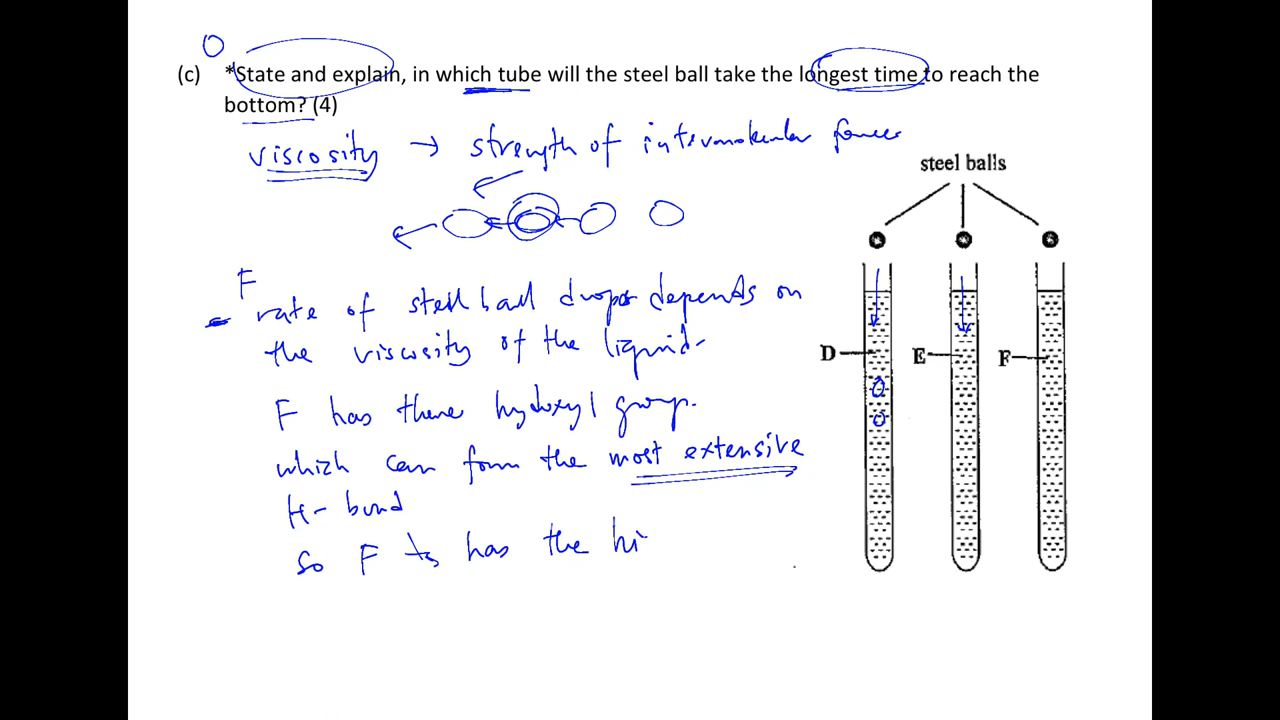 (c) *State and explain, in which tube will the steel ball take the longest time to reach the
bottom? (4)
viscosity → strength of intermolecular forces
steel balls
F
rate of steel ball drops depends on
the viscosity of the liquid.
D
E
F
F has three hydroxyl group.
which can form the most extensive
H-bond
So F has the hi